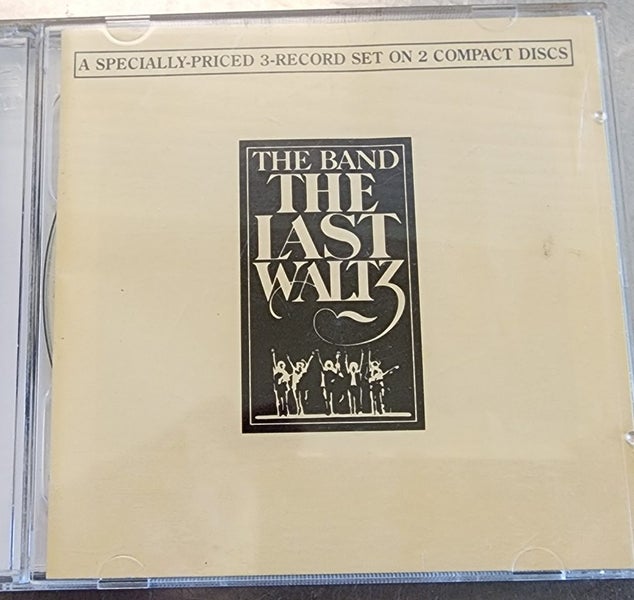 A SPECIALLY-PRICED 3-RECORD SET ON 2 COMPACT DISCS
THE BAND
THE
LAST
WALTZ